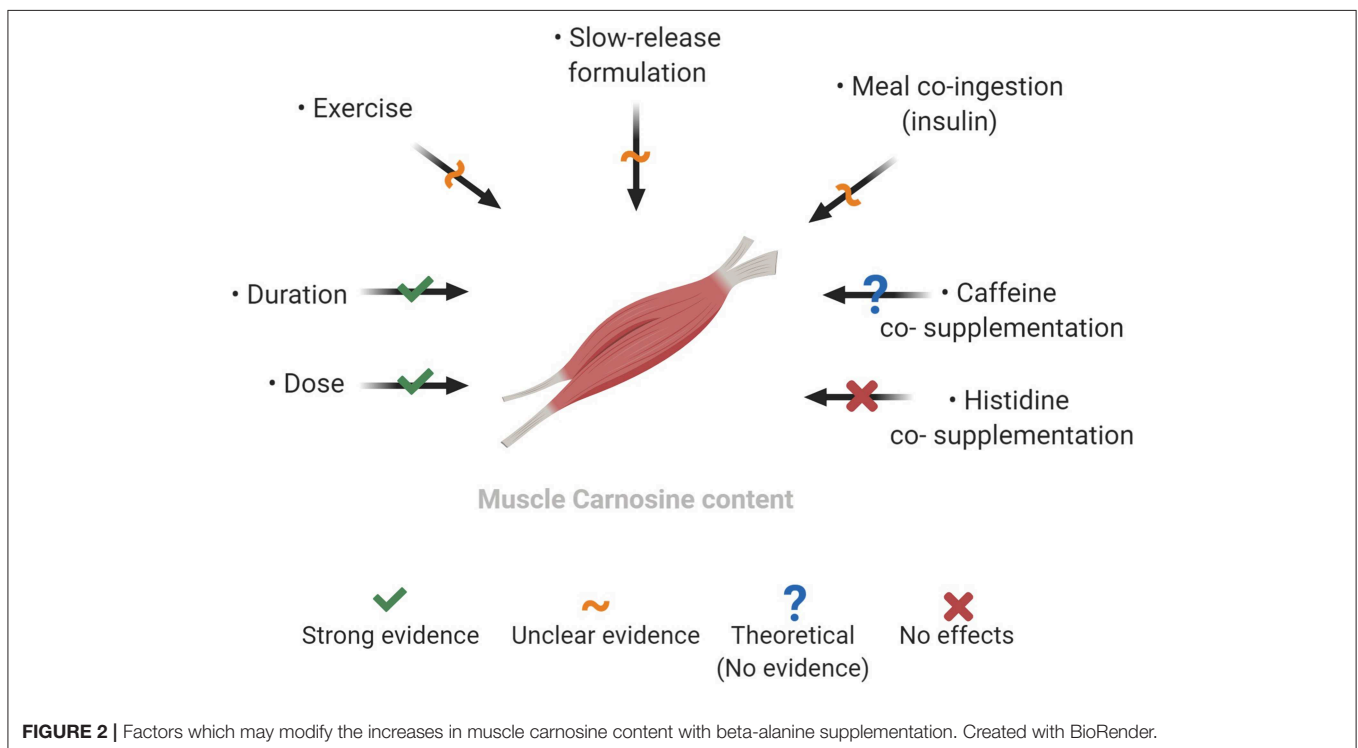 • Slow-release
formulation
• Exercise
• Meal co-ingestion
(insulin)
• Duration
• Caffeine
co- supplementation
• Dose
• Histidine
co- supplementation
Muscle Carnosine content
?
Strong evidence
Unclear evidence
Theoretical
(No evidence)
No effects
FIGURE 2 | Factors which may modify the increases in muscle carnosine content with beta-alanine supplementation. Created with BioRender.